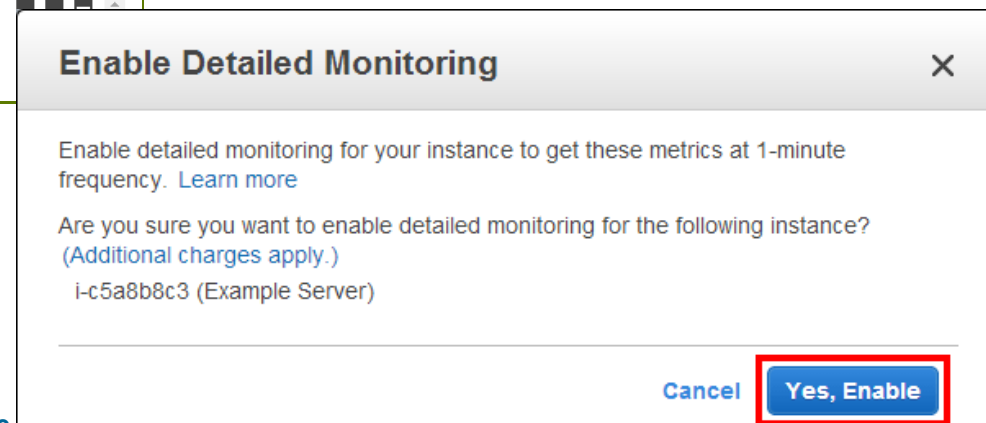 Enable Detailed Monitoring
Enable detailed monitoring for your instance to get these metrics at 1-minute
frequency. Learn more
Are you sure you want to enable detailed monitoring for the following instance?
(Additional charges apply.)
i-c5a8b8c3 (Example Server)
Cancel Yes, Enable